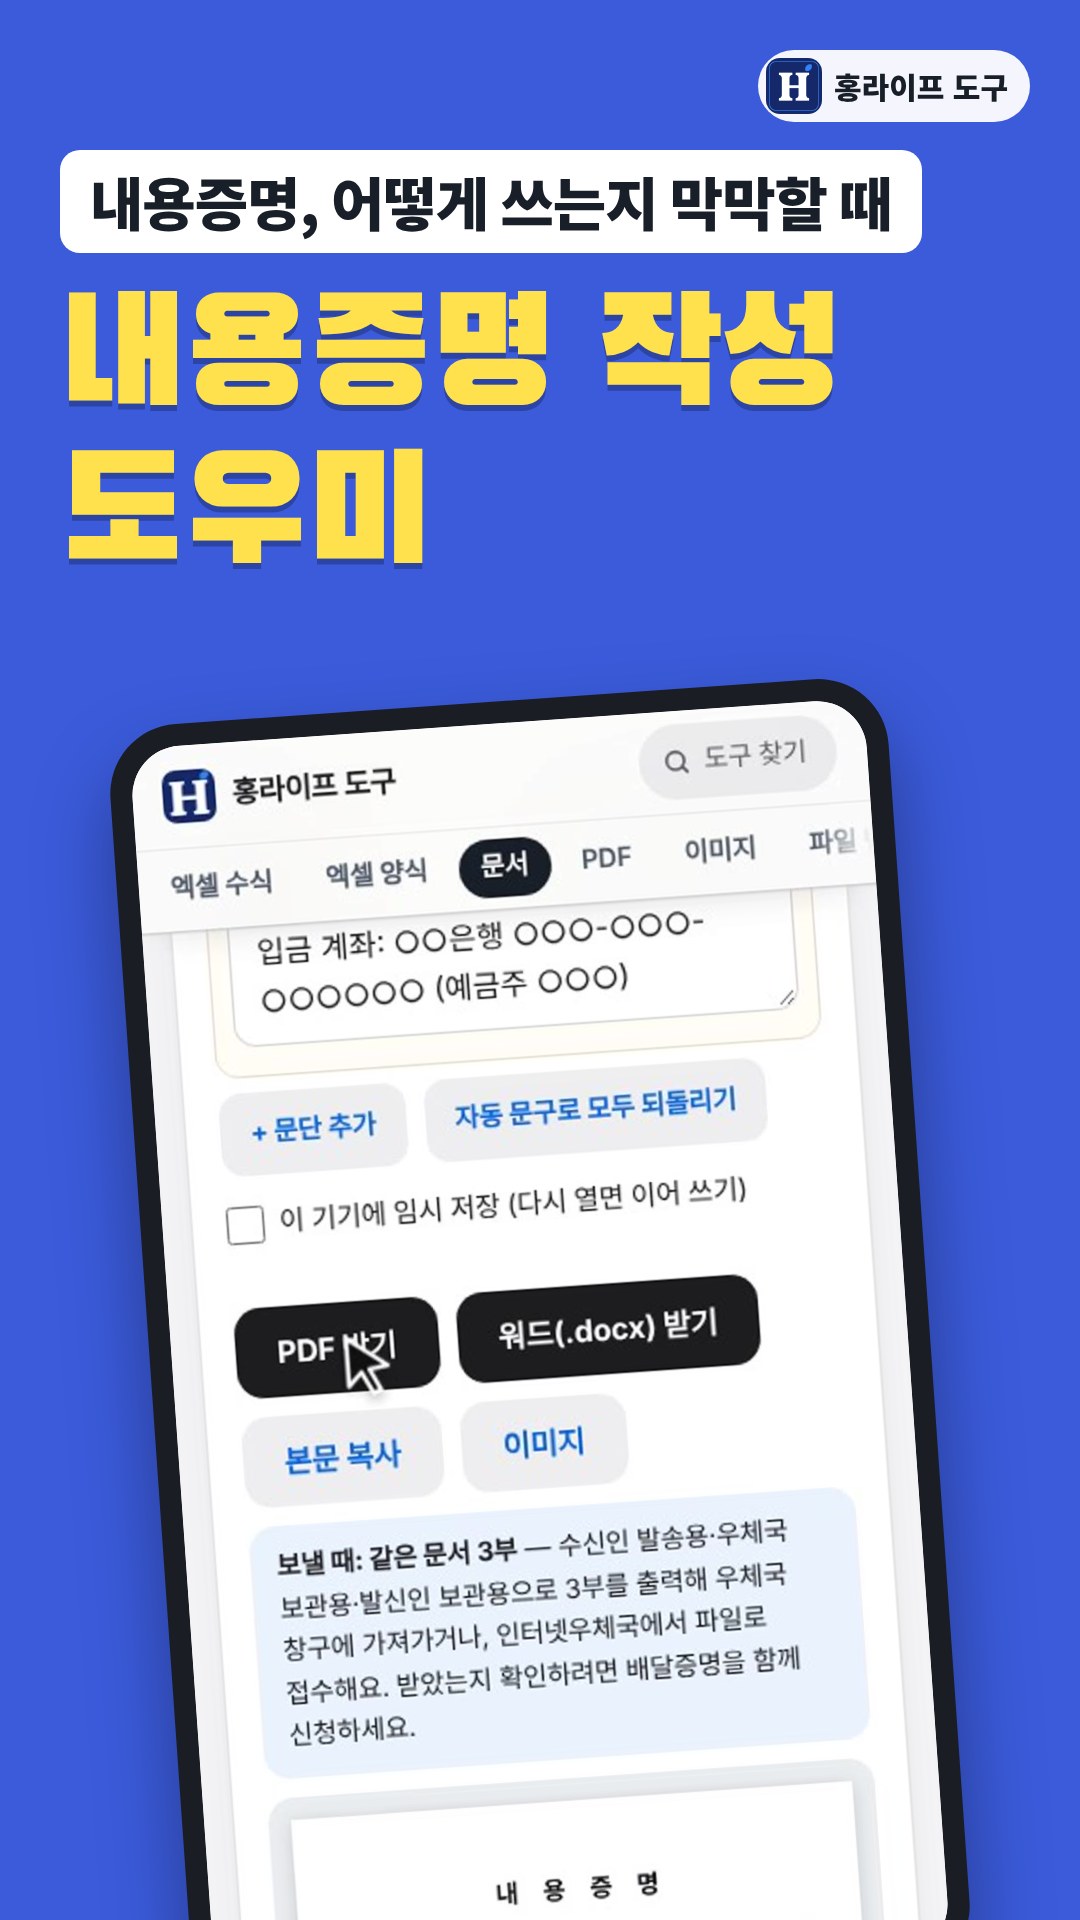 홍라이프 도구
내용증명, 어떻게 쓰는지 막막할 때
내용증명 작성
도우미
홍라이프 도구
도구 찾기
엑셀 수식 엑셀 양식 문서 PDF 이미지 파일
입금 계좌: ○○은행 ○○○-○○○-
○○○○○○ (예금주 ○○○)
+ 문단 추가 자동 문구로 모두 되돌리기
이 기기에 임시 저장 (다시 열면 이어 쓰기)
PDF 받기 워드(.docx) 받기
본문 복사 이미지
보낼 때: 같은 문서 3부 — 수신인 발송용·우체국
보관용·발신인 보관용으로 3부를 출력해 우체국
창구에 가져가거나, 인터넷우체국에서 파일로
접수해요. 받았는지 확인하려면 배달증명을 함께
신청하세요.
내 용 증 명